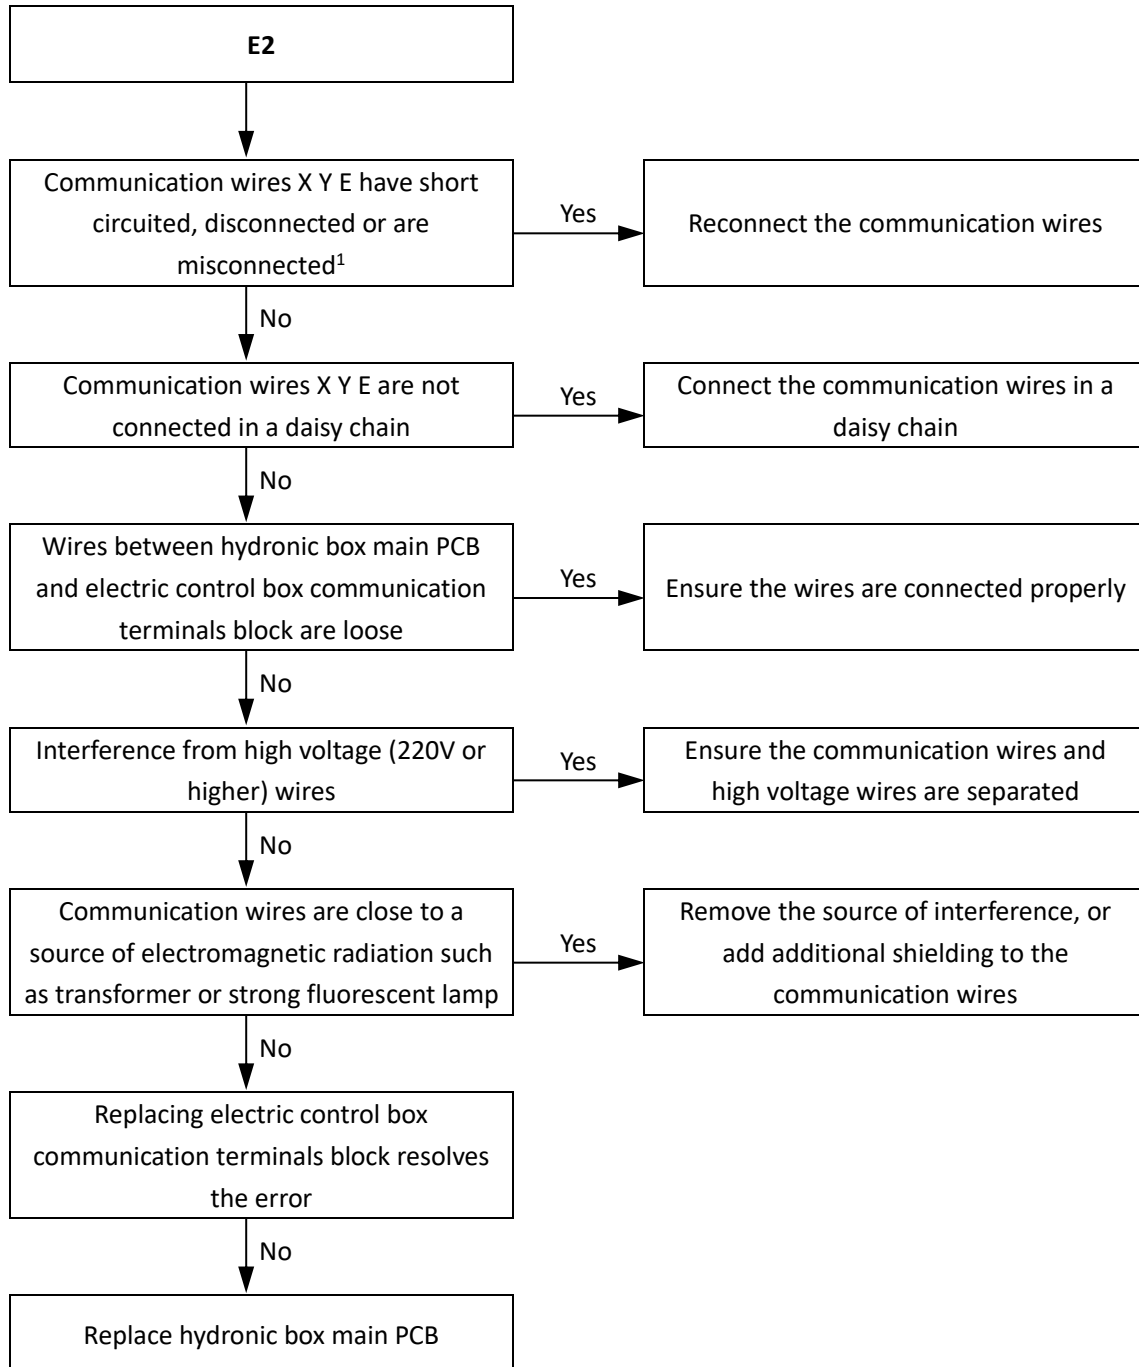 E2
Communication wires X Y E have short
circuited, disconnected or are
misconnected¹
Yes
Reconnect the communication wires
No
Communication wires X Y E are not
connected in a daisy chain
Yes
Connect the communication wires in a
daisy chain
No
Wires between hydronic box main PCB
and electric control box communication
terminals block are loose
Yes
Ensure the wires are connected properly
No
Interference from high voltage (220V or
higher) wires
Yes
Ensure the communication wires and
high voltage wires are separated
No
Communication wires are close to a
source of electromagnetic radiation such
as transformer or strong fluorescent lamp
Yes
Remove the source of interference, or
add additional shielding to the
communication wires
No
Replacing electric control box
communication terminals block resolves
the error
No
Replace hydronic box main PCB